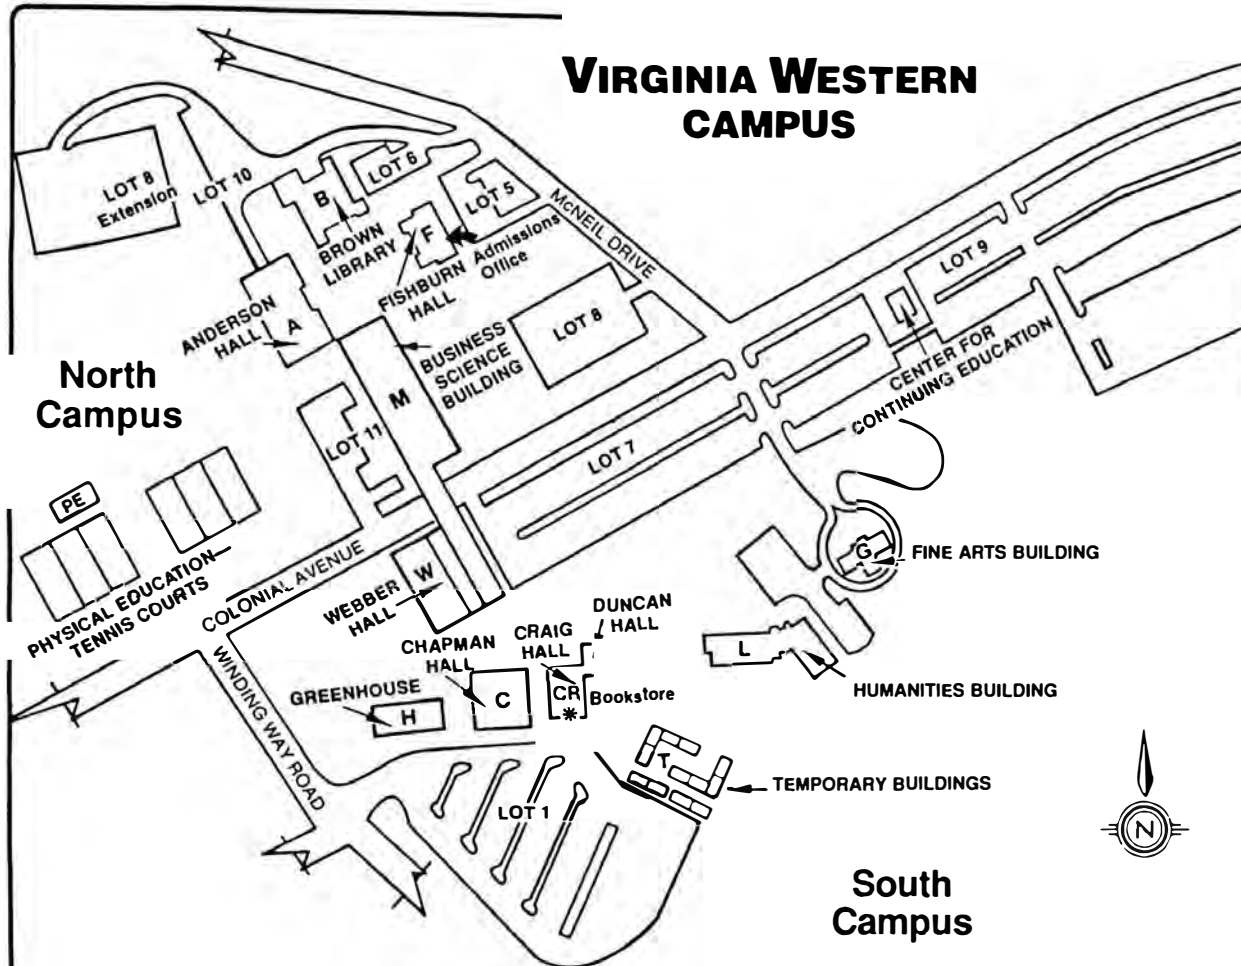 VIRGINIA WESTERN
CAMPUS
LOT 8
Extension
LOT 10
B
LOT 6
LOT 5
McNEIL DRIVE
BROWN
LIBRARY
F
Admissions
Office
FISHBURN
HALL
LOT 9
ANDERSON
HALL
A
LOT 8
BUSINESS
SCIENCE
BUILDING
M
CENTER FOR
CONTINUING EDUCATION
North
Campus
LOT 11
LOT 7
PE
PHYSICAL EDUCATION
TENNIS COURTS
COLONIAL AVENUE
W
WEBBER
HALL
G
FINE ARTS BUILDING
DUNCAN
HALL
CRAIG
HALL
CHAPMAN
HALL
L
HUMANITIES BUILDING
WINDING WAY ROAD
GREENHOUSE
H
C
CR
Bookstore
T
TEMPORARY BUILDINGS
LOT 1
N
South
Campus